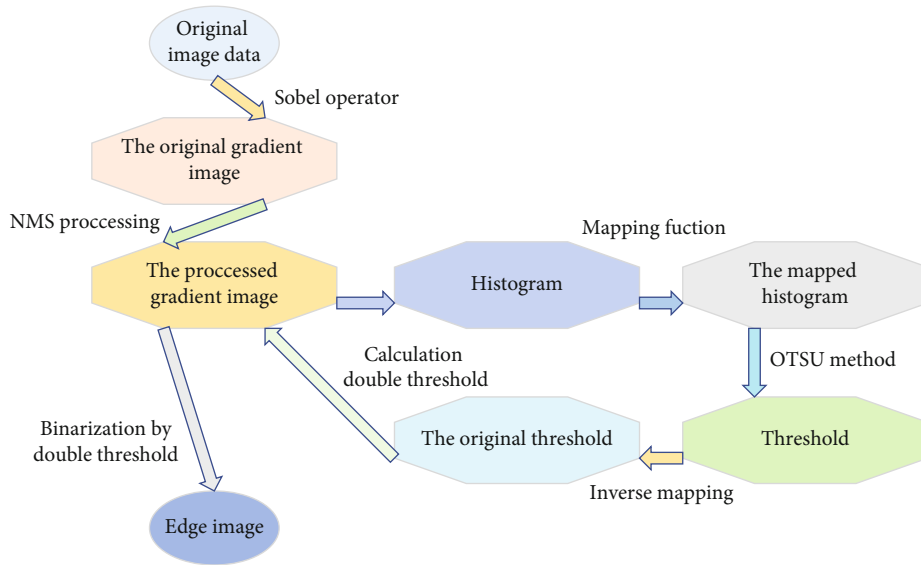 Original
image data
Sobel operator
The original gradient
image
NMS proccessing
The proccessed
gradient image
Histogram
Mapping fuction
The mapped
histogram
OTSU method
Threshold
Inverse mapping
The original threshold
Calculation
double threshold
Binarization by
double threshold
Edge image